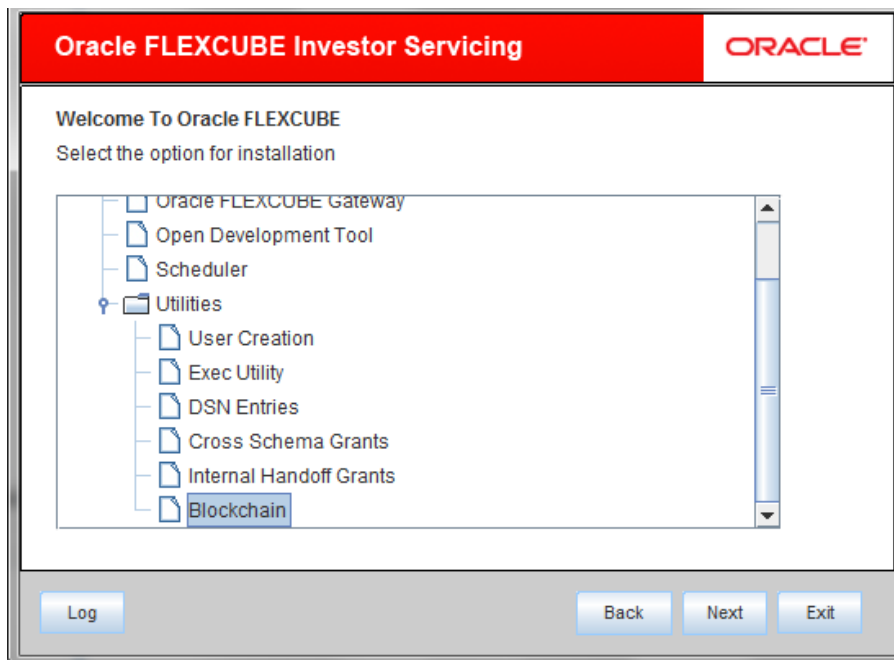 Oracle FLEXCUBE Investor Servicing
ORACLE
Welcome To Oracle FLEXCUBE
Select the option for installation
Oracle FLEXCUBE Gateway
Open Development Tool
Scheduler
Utilities
User Creation
Exec Utility
DSN Entries
Cross Schema Grants
Internal Handoff Grants
Blockchain
Log Back Next Exit